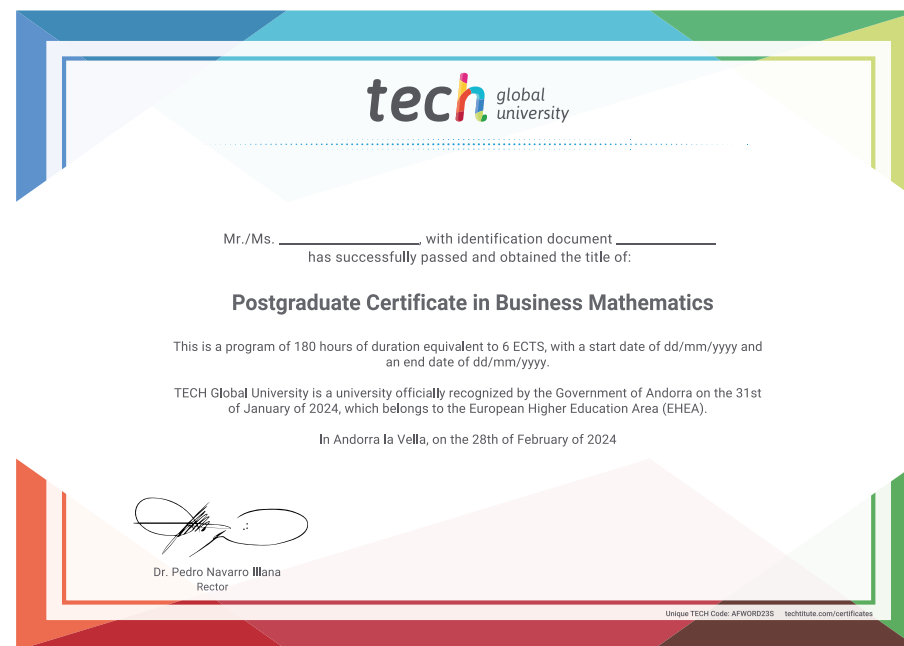 tech global university
Mr./Ms. ________________, with identification document ____________
has successfully passed and obtained the title of:
Postgraduate Certificate in Business Mathematics
This is a program of 180 hours of duration equivalent to 6 ECTS, with a start date of dd/mm/yyyy and
an end date of dd/mm/yyyy.
TECH Global University is a university officially recognized by the Government of Andorra on the 31st
of January of 2024, which belongs to the European Higher Education Area (EHEA).
In Andorra la Vella, on the 28th of February of 2024
Dr. Pedro Navarro Illana
Rector
Unique TECH Code: AFWORD23S techtitute.com/certificates